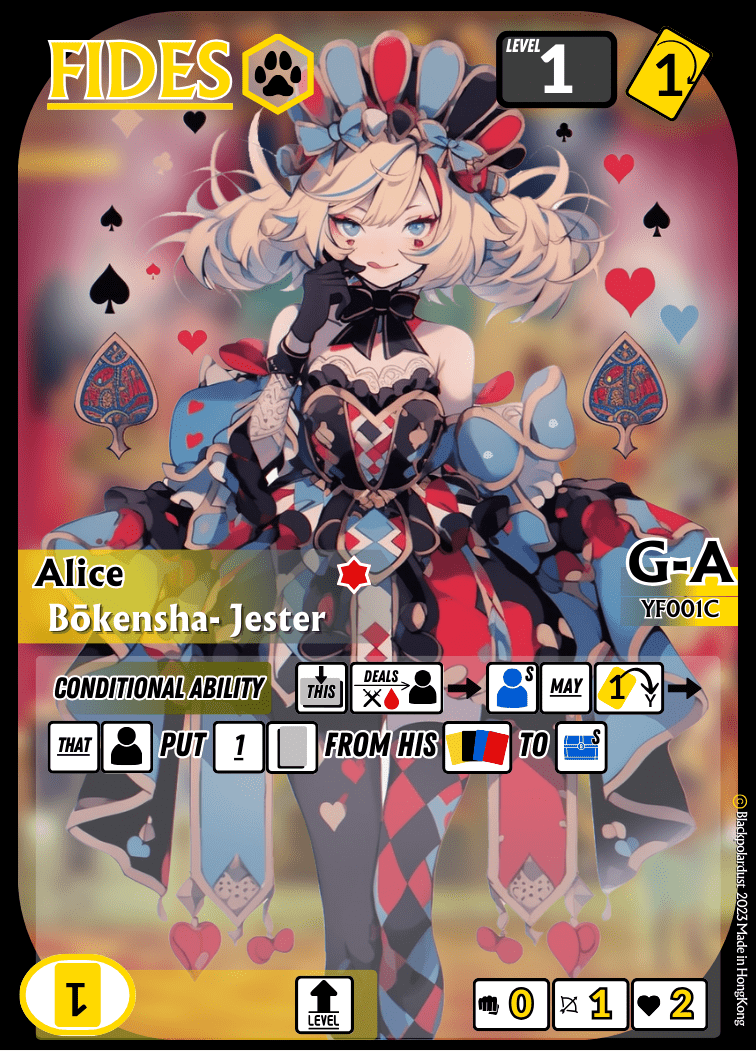 FIDES
LEVEL
1
1
Alice
Bōkensha- Jester
G-A
YF001C
CONDITIONAL ABILITY THIS DEALS S MAY 1 Y
THAT PUT 1 FROM HIS TO S
© Blackpolardust 2023 Made in HongKong
1
LEVEL
0 1 2